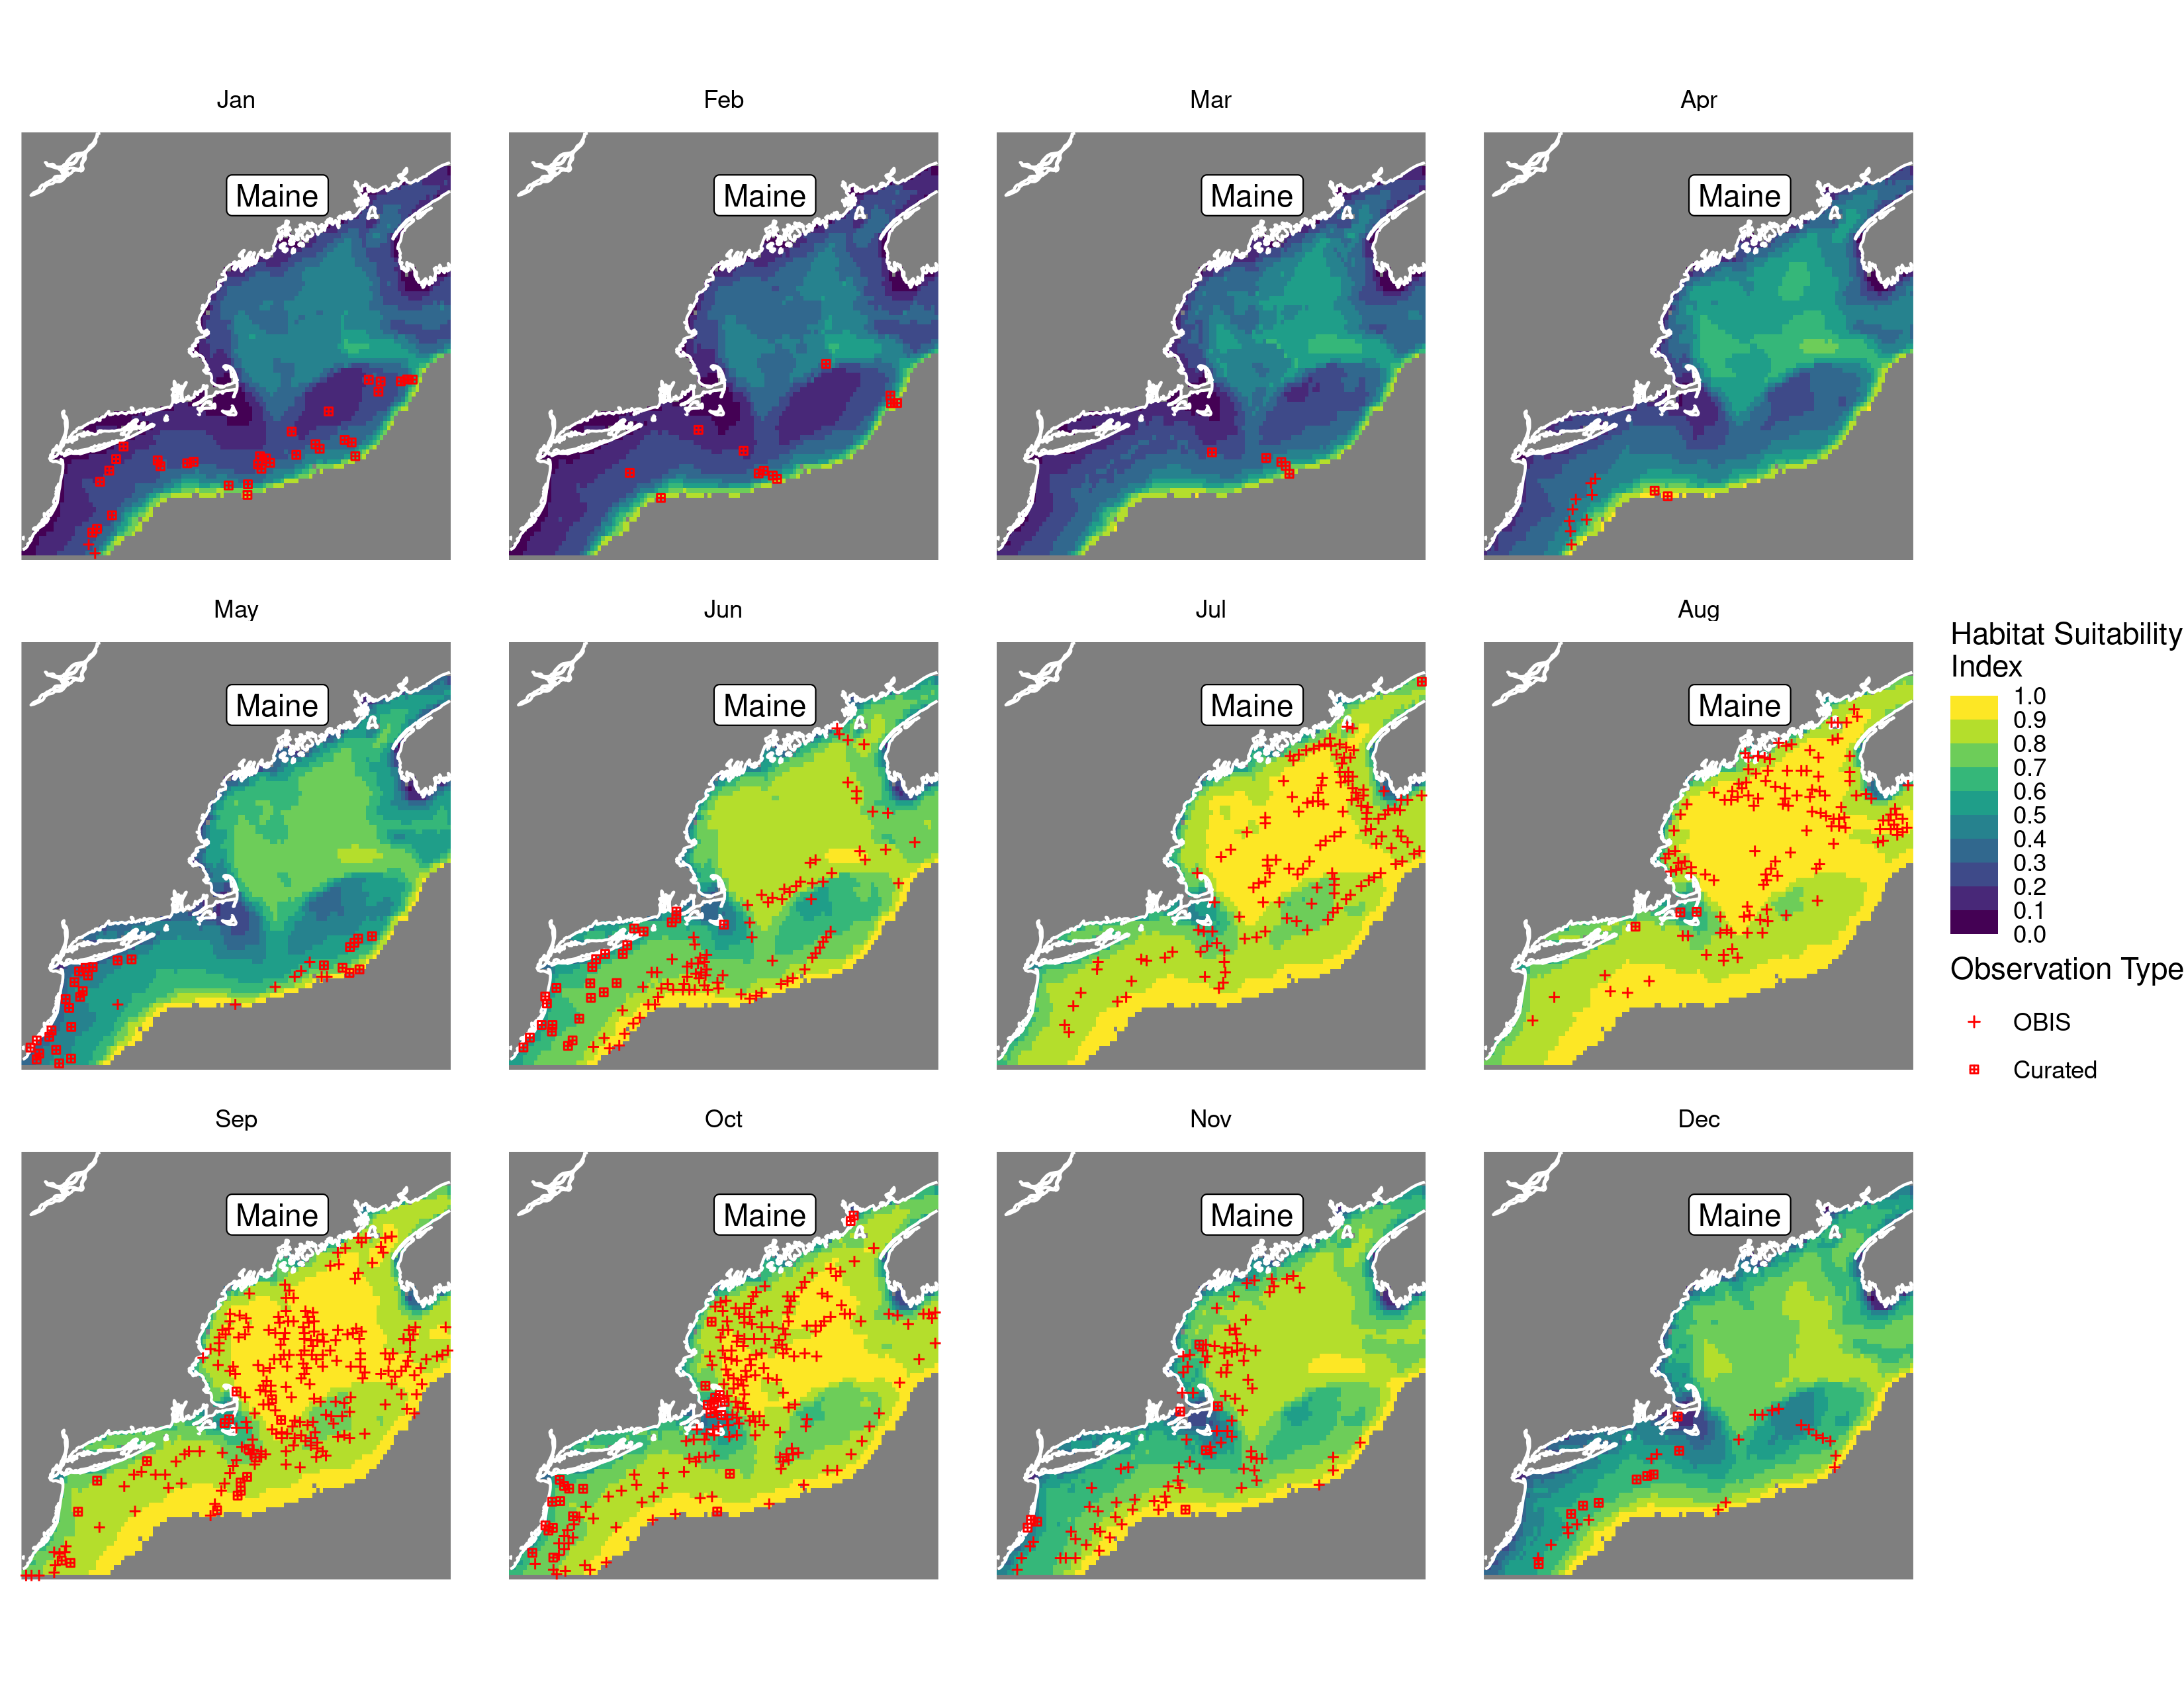 Jan
Feb
Mar
Apr
Maine
Maine
Maine
Maine
May
Jun
Jul
Aug
Maine
Maine
Maine
Maine
Habitat Suitability
Index
1.0
0.9
0.8
0.7
0.6
0.5
0.4
0.3
0.2
0.1
0.0
Observation Type
OBIS
Curated
Sep
Oct
Nov
Dec
Maine
Maine
Maine
Maine